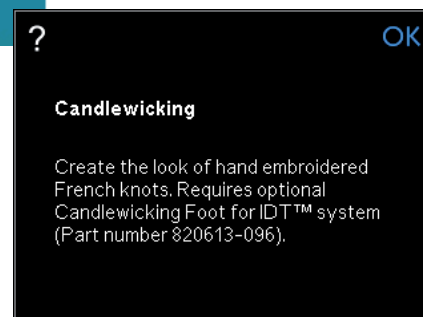 ? OK
Candlewicking
Create the look of hand embroidered
French knots. Requires optional
Candlewicking Foot for IDT™ system
(Part number 820613-096).